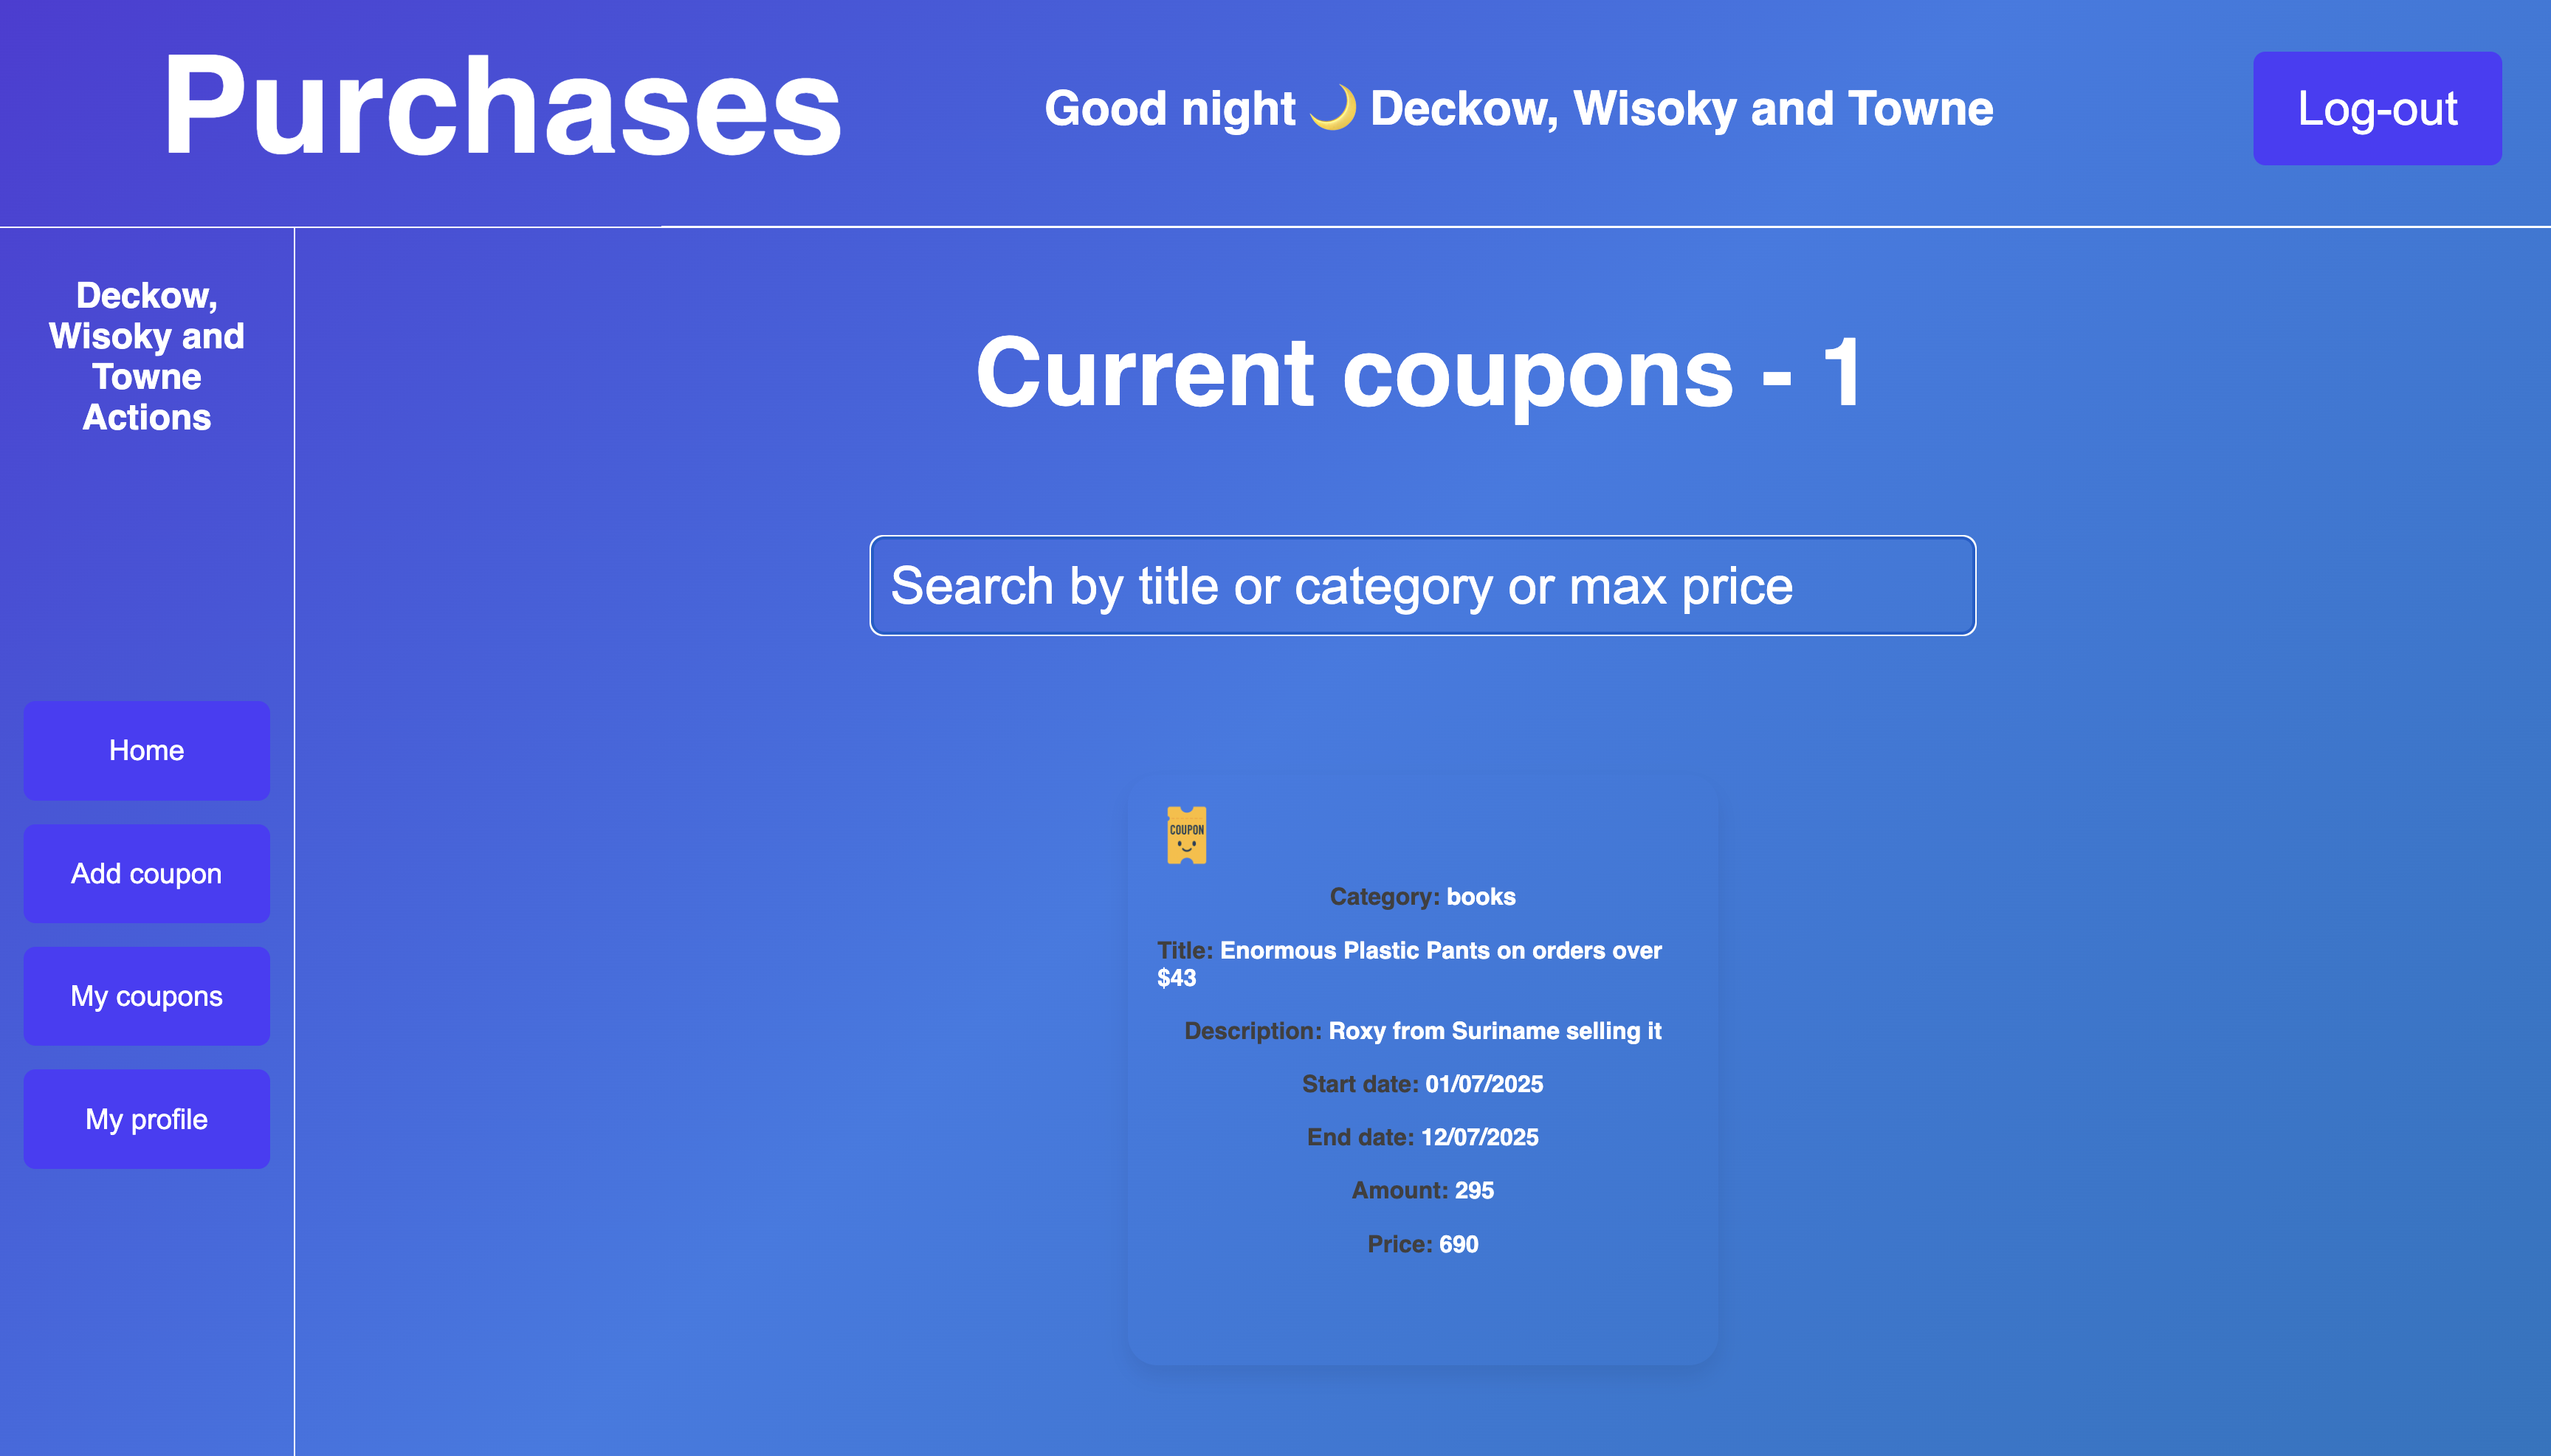 Purchases
Good night 🌙 Deckow, Wisoky and Towne
Log-out
Deckow,
Wisoky and
Towne
Actions
Home
Add coupon
My coupons
My profile
Current coupons - 1
Search by title or category or max price
COUPON
Category: books
Title: Enormous Plastic Pants on orders over
$43
Description: Roxy from Suriname selling it
Start date: 01/07/2025
End date: 12/07/2025
Amount: 295
Price: 690